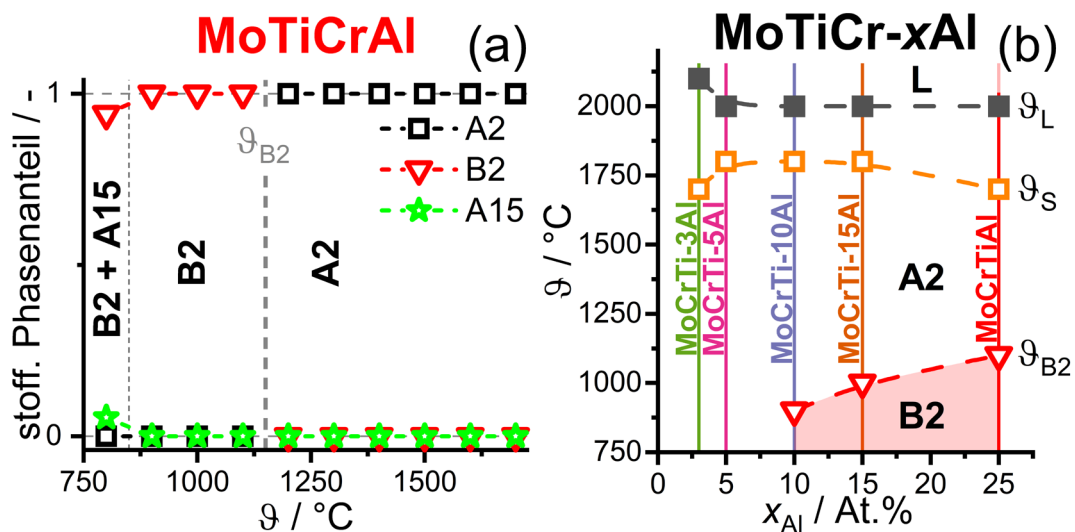 MoTiCrAl
(a)
stoff. Phasenanteil / -
1
0
B2 + A15
B2
A2
ϑB2
A2
B2
A15
750
1000
1250
1500
ϑ / °C
MoTiCr-xAl
(b)
ϑ / °C
2000
1750
1500
1250
1000
750
L
ϑL
ϑS
MoCrTi-3Al
MoCrTi-5Al
MoCrTi-10Al
MoCrTi-15Al
MoCrTiAl
A2
ϑB2
B2
0
5
10
15
20
25
xAl / At.%